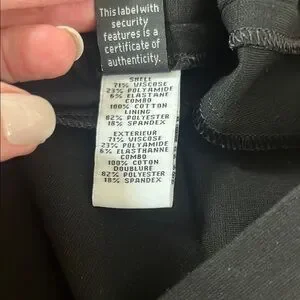 This label with
security
features is a
certificate of
authenticity.
SHELL
71% VISCOSE
23% POLYAMIDE
6% ELASTANE
COMBO
100% COTTON
LINING
82% POLYESTER
18% SPANDEX
EXTERIEUR
71% VISCOSE
23% POLYAMIDE
6% ELASTHANNE
COMBO
100% COTON
DOUBLURE
82% POLYESTER
18% SPANDEX